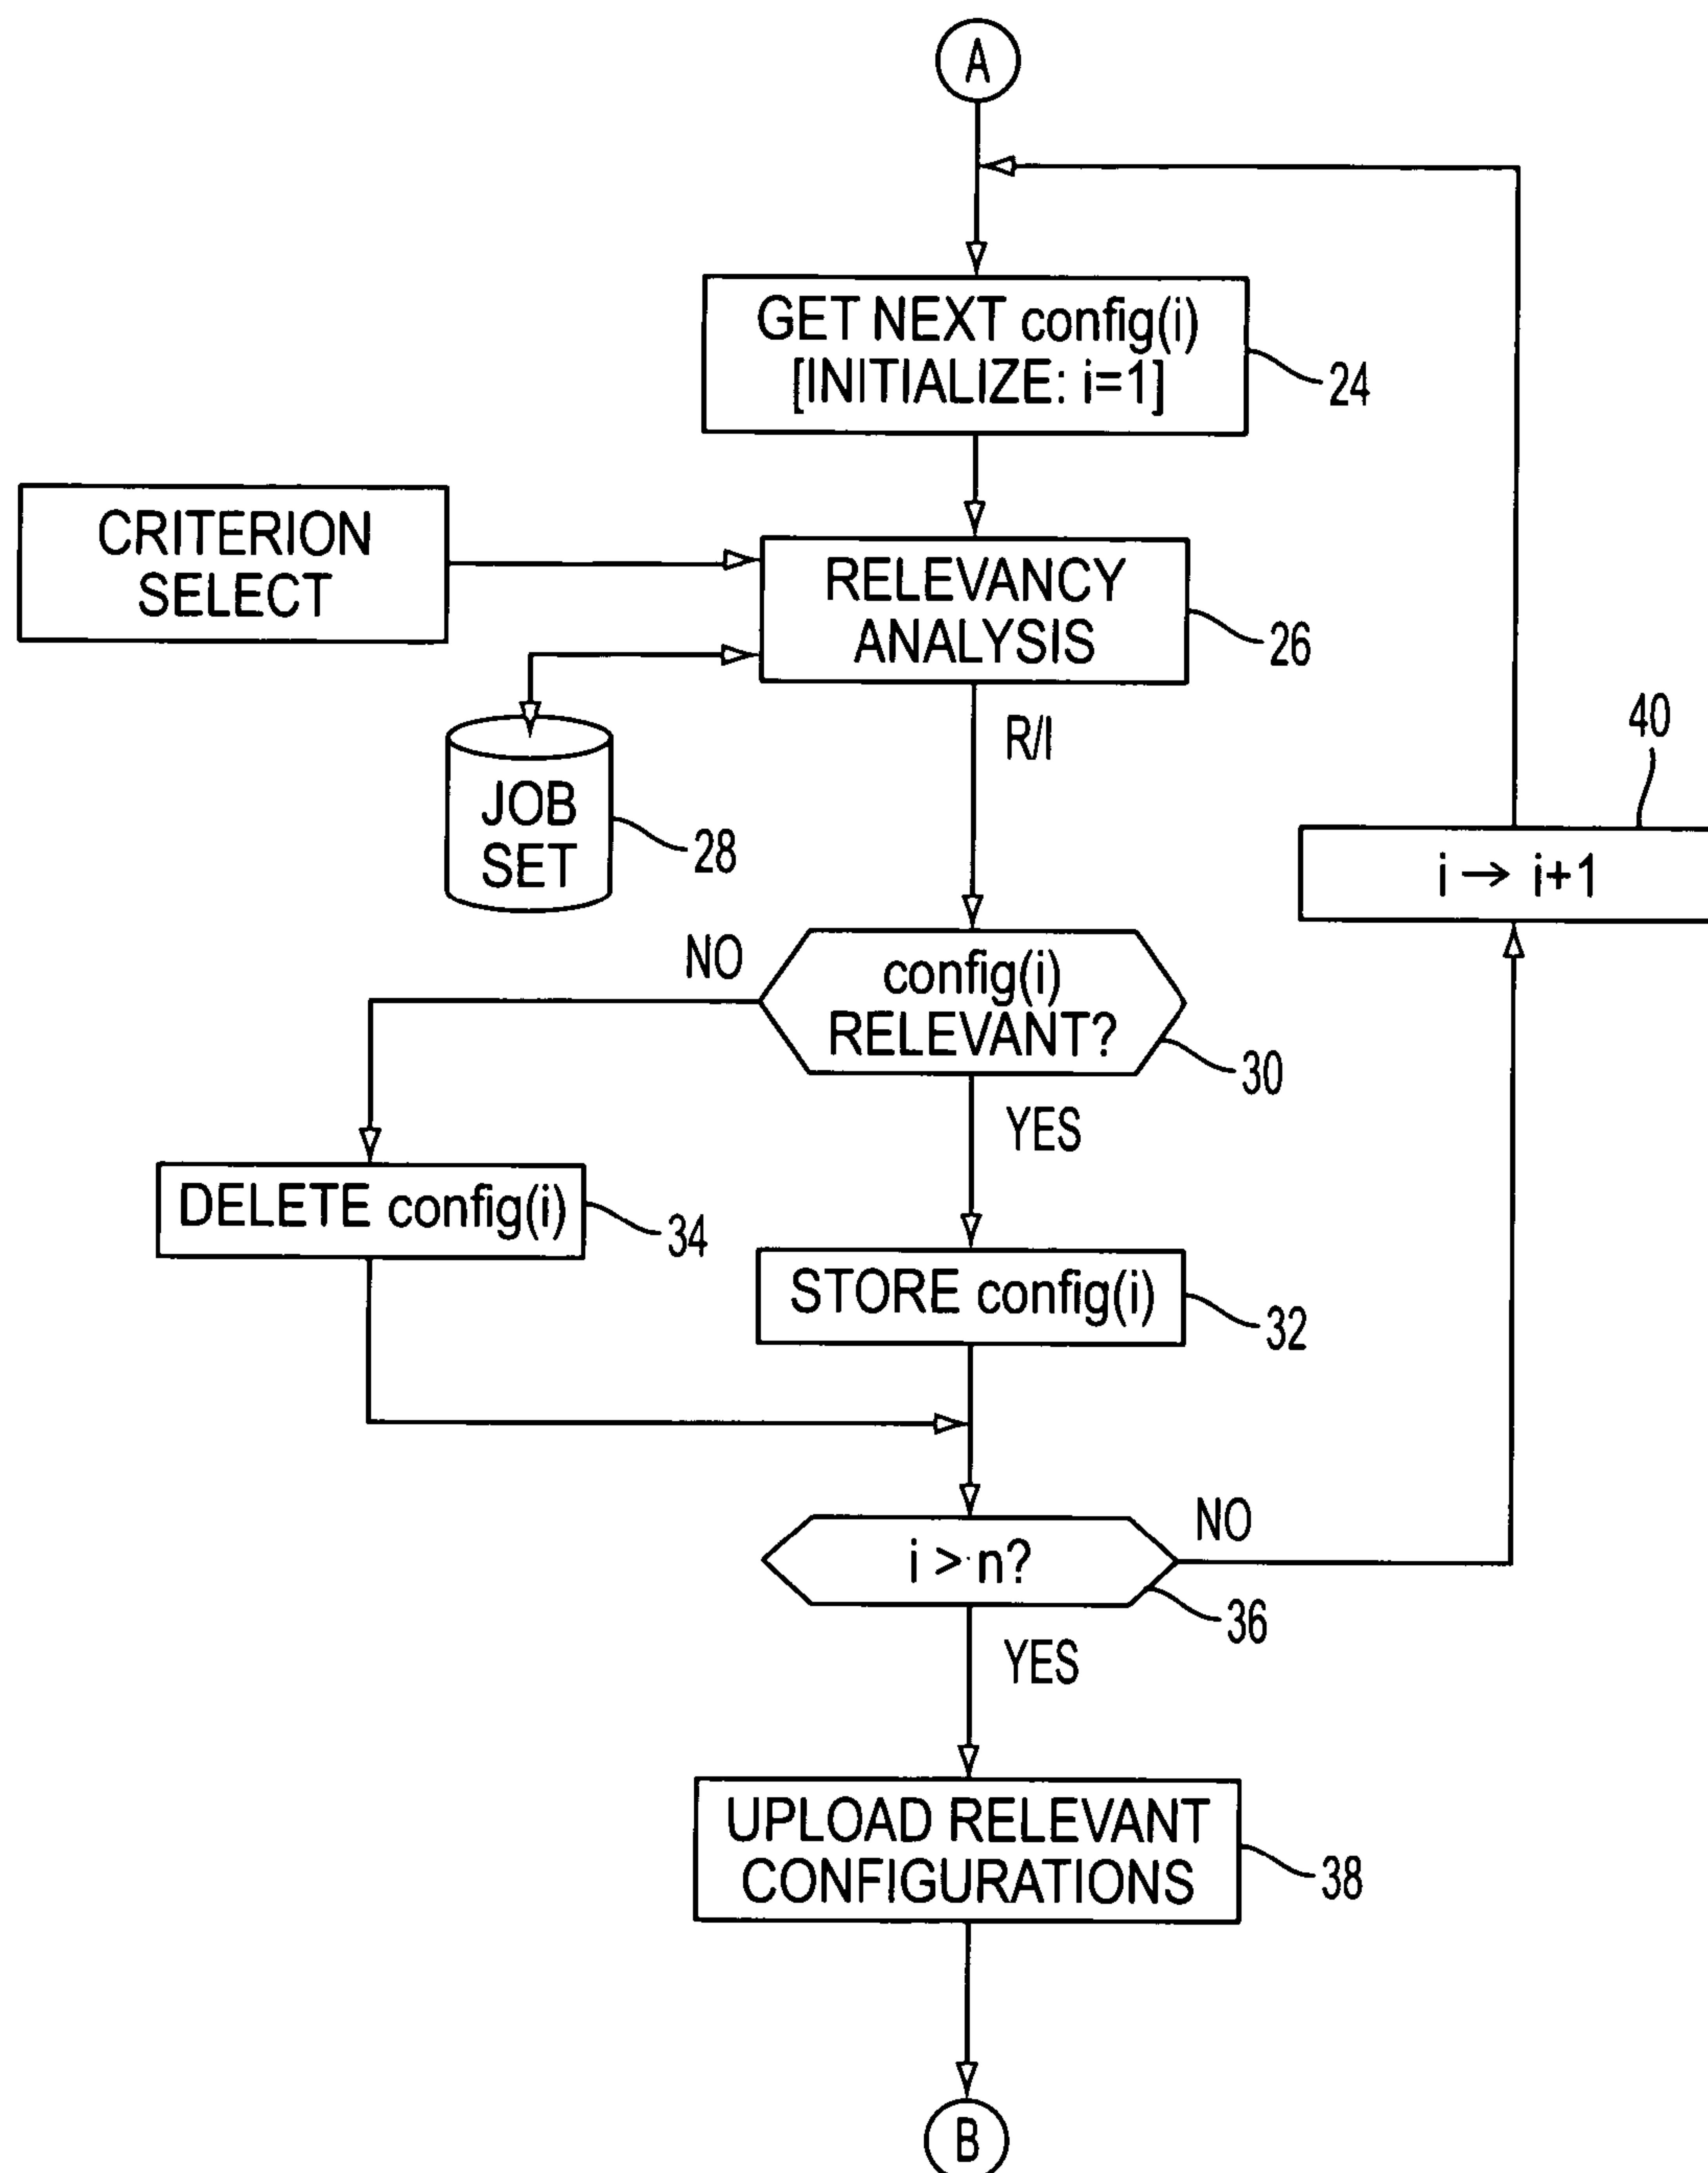 A
GET NEXT config(i)
[INITIALIZE: i=1]
24
CRITERION
SELECT
RELEVANCY
ANALYSIS
26
R/I
JOB
SET
28
40
i → i+1
NO
config(i)
RELEVANT?
30
YES
DELETE config(i)
34
STORE config(i)
32
i > n?
NO
36
YES
UPLOAD RELEVANT
CONFIGURATIONS
38
B